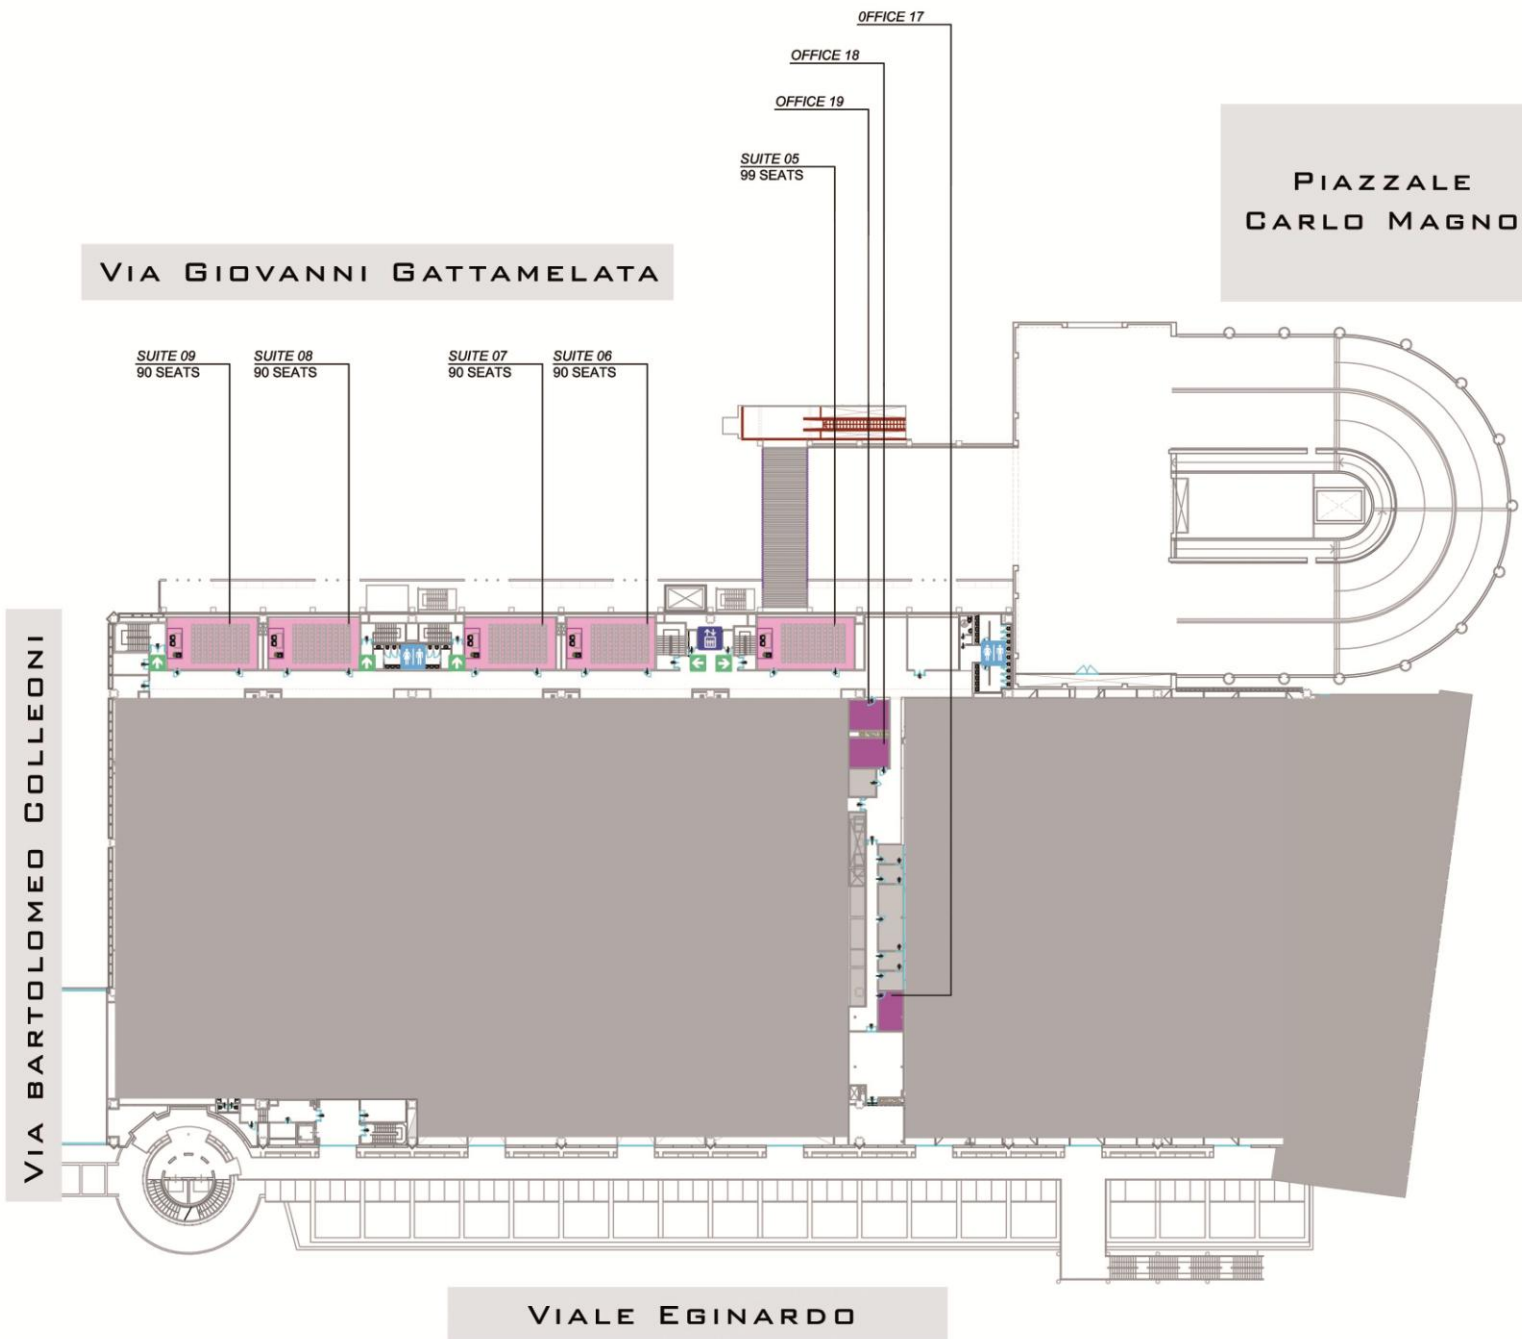 0FFICE 17
OFFICE 18
OFFICE 19
SUITE 05
99 SEATS
PIAZZALE
CARLO MAGNO
VIA GIOVANNI GATTAMELATA
SUITE 09
90 SEATS
SUITE 08
90 SEATS
SUITE 07
90 SEATS
SUITE 06
90 SEATS
VIA BARTOLOMEO COLLEONI
VIALE EGINARDO